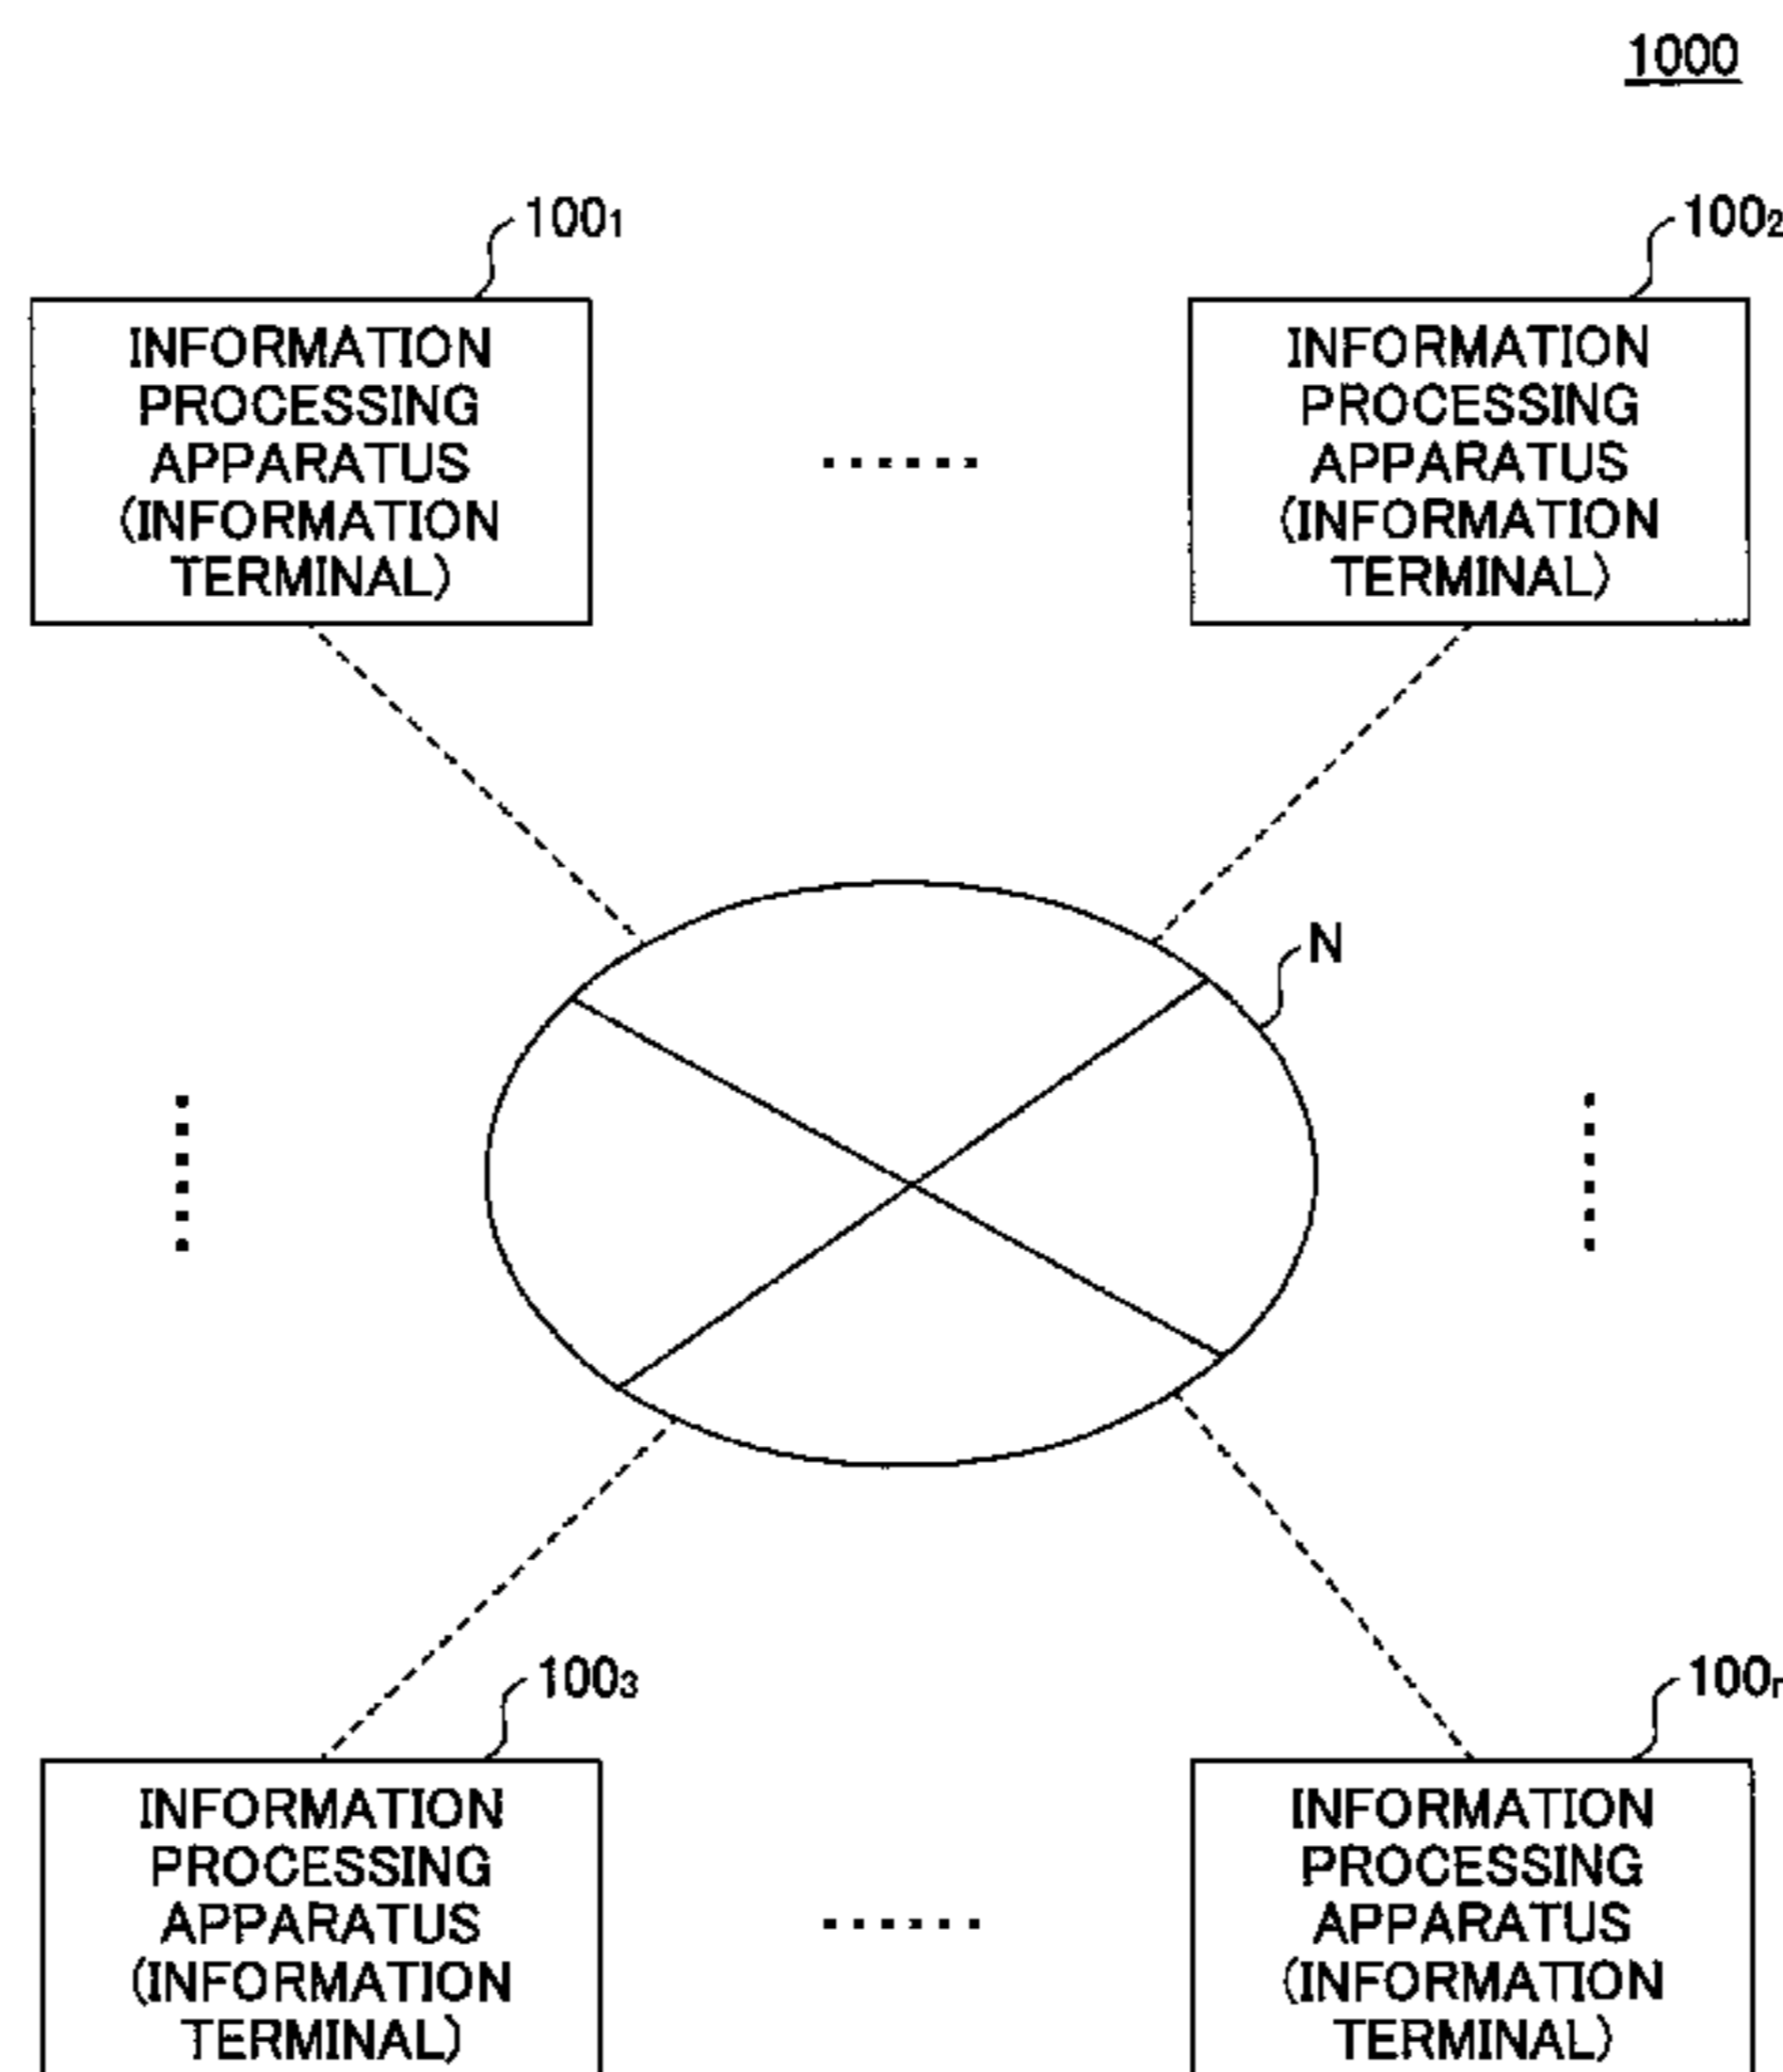 1000
100₁
100₂
INFORMATION
PROCESSING
APPARATUS
(INFORMATION
TERMINAL)
INFORMATION
PROCESSING
APPARATUS
(INFORMATION
TERMINAL)
N
100₃
100
INFORMATION
PROCESSING
APPARATUS
(INFORMATION
TERMINAL)
INFORMATION
PROCESSING
APPARATUS
(INFORMATION
TERMINAL)